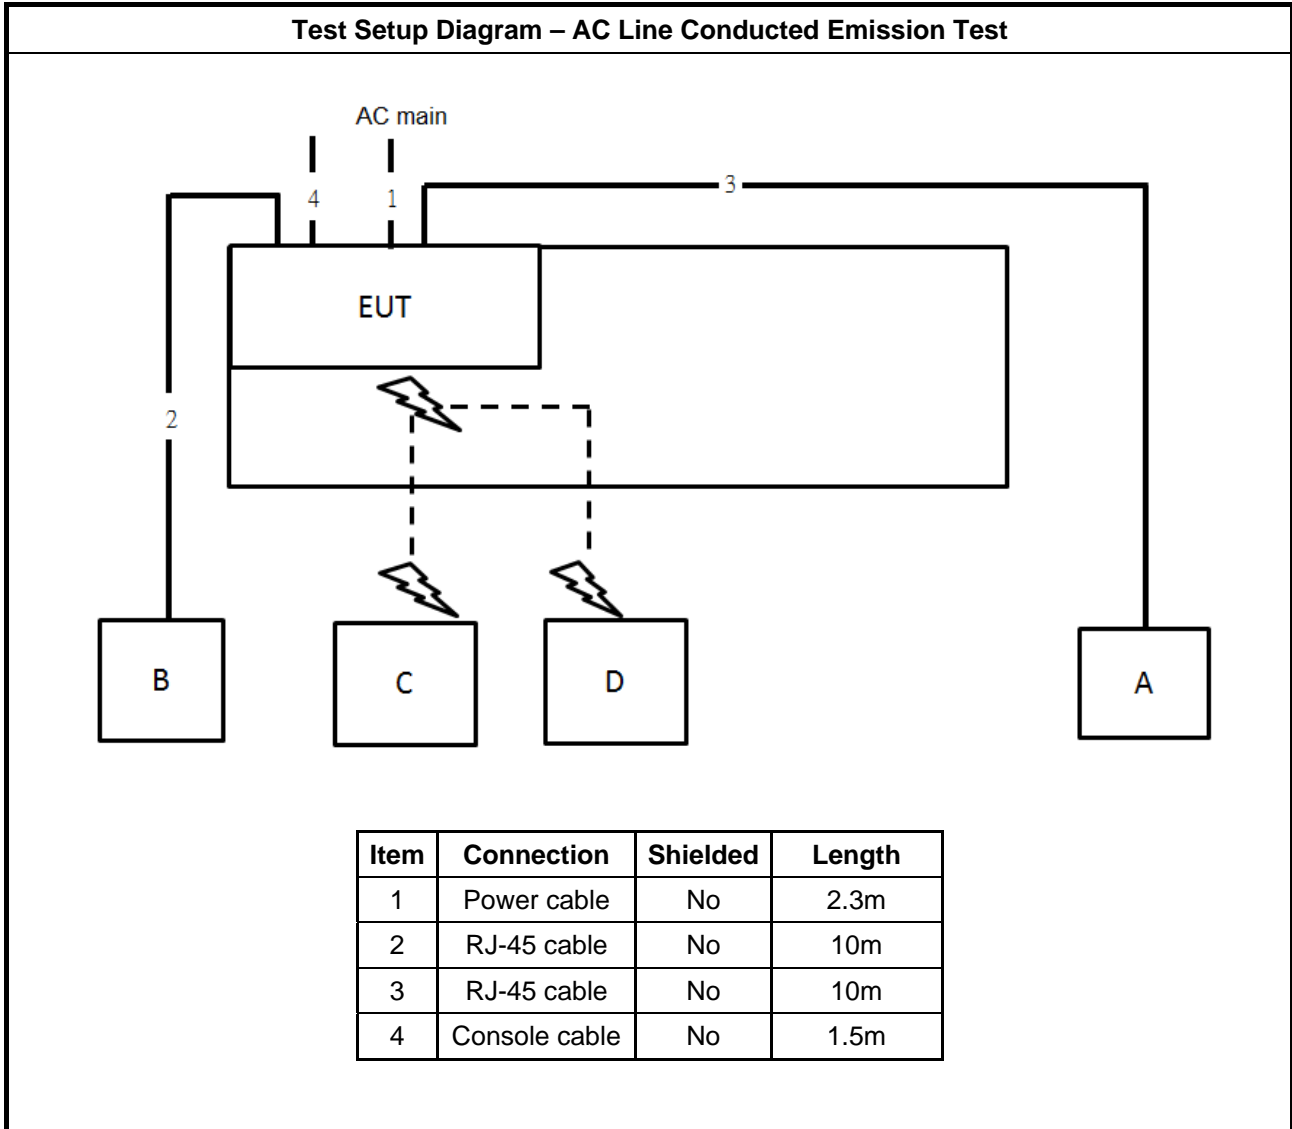 Test Setup Diagram – AC Line Conducted Emission Test
AC main
4
1
3
EUT
2
B
C
D
A
Item Connection Shielded Length
1 Power cable No 2.3m
2 RJ-45 cable No 10m
3 RJ-45 cable No 10m
4 Console cable No 1.5m